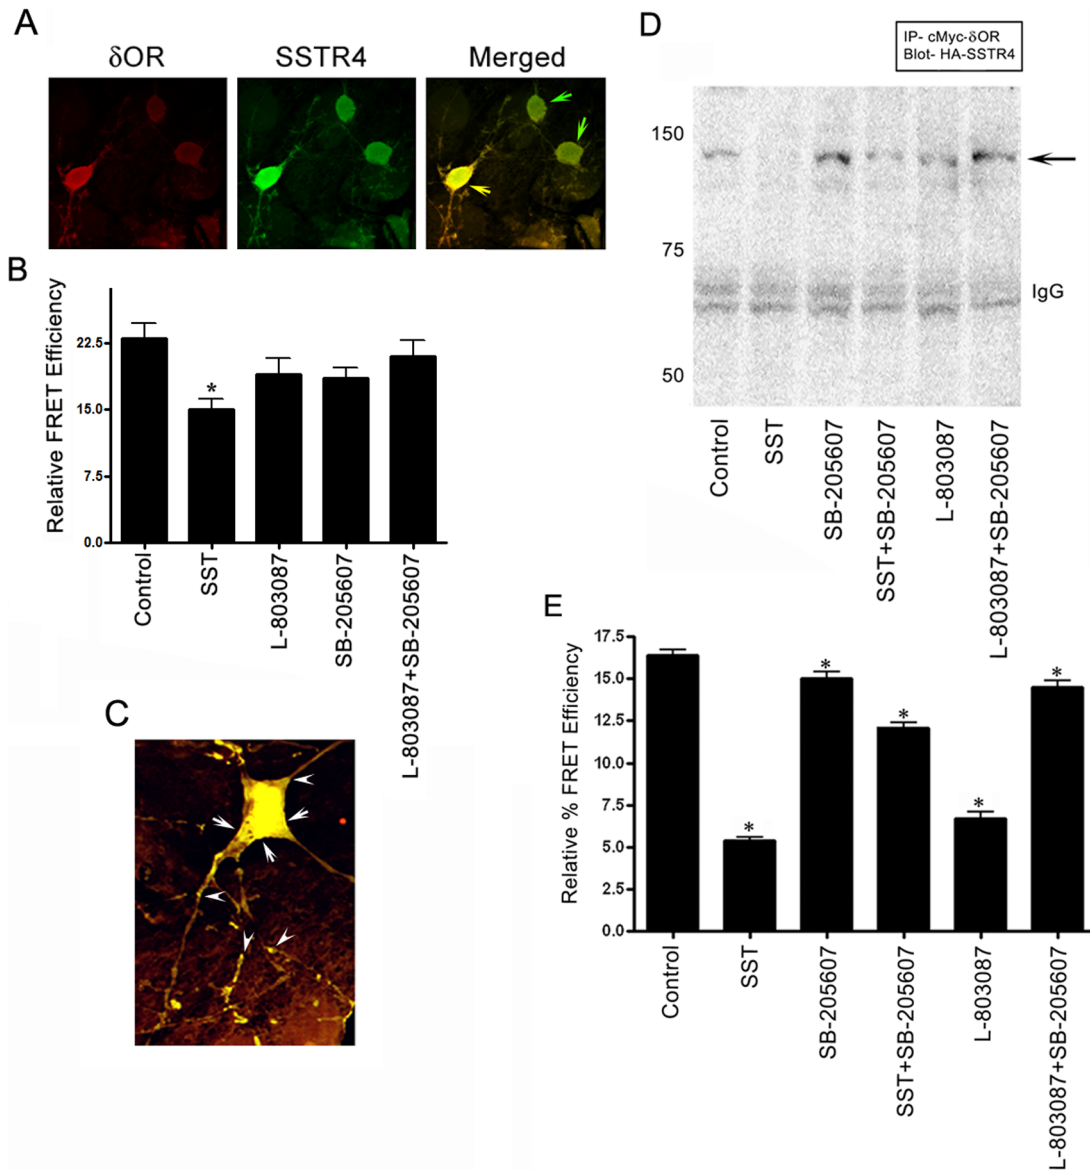 A
δOR
SSTR4
Merged
B
Relative FRET Efficiency
22.5
15.0
7.5
0.0
*
Control
SST
L-803087
SB-205607
L-803087+SB-205607
C
D
IP- cMyc-δOR
Blot- HA-SSTR4
150
75
50
IgG
Control
SST
SB-205607
SST+SB-205607
L-803087
L-803087+SB-205607
E
Relative % FRET Efficiency
17.5
15.0
12.5
10.0
7.5
5.0
2.5
0.0
*
*
*
*
*
Control
SST
SB-205607
SST+SB-205607
L-803087
L-803087+SB-205607